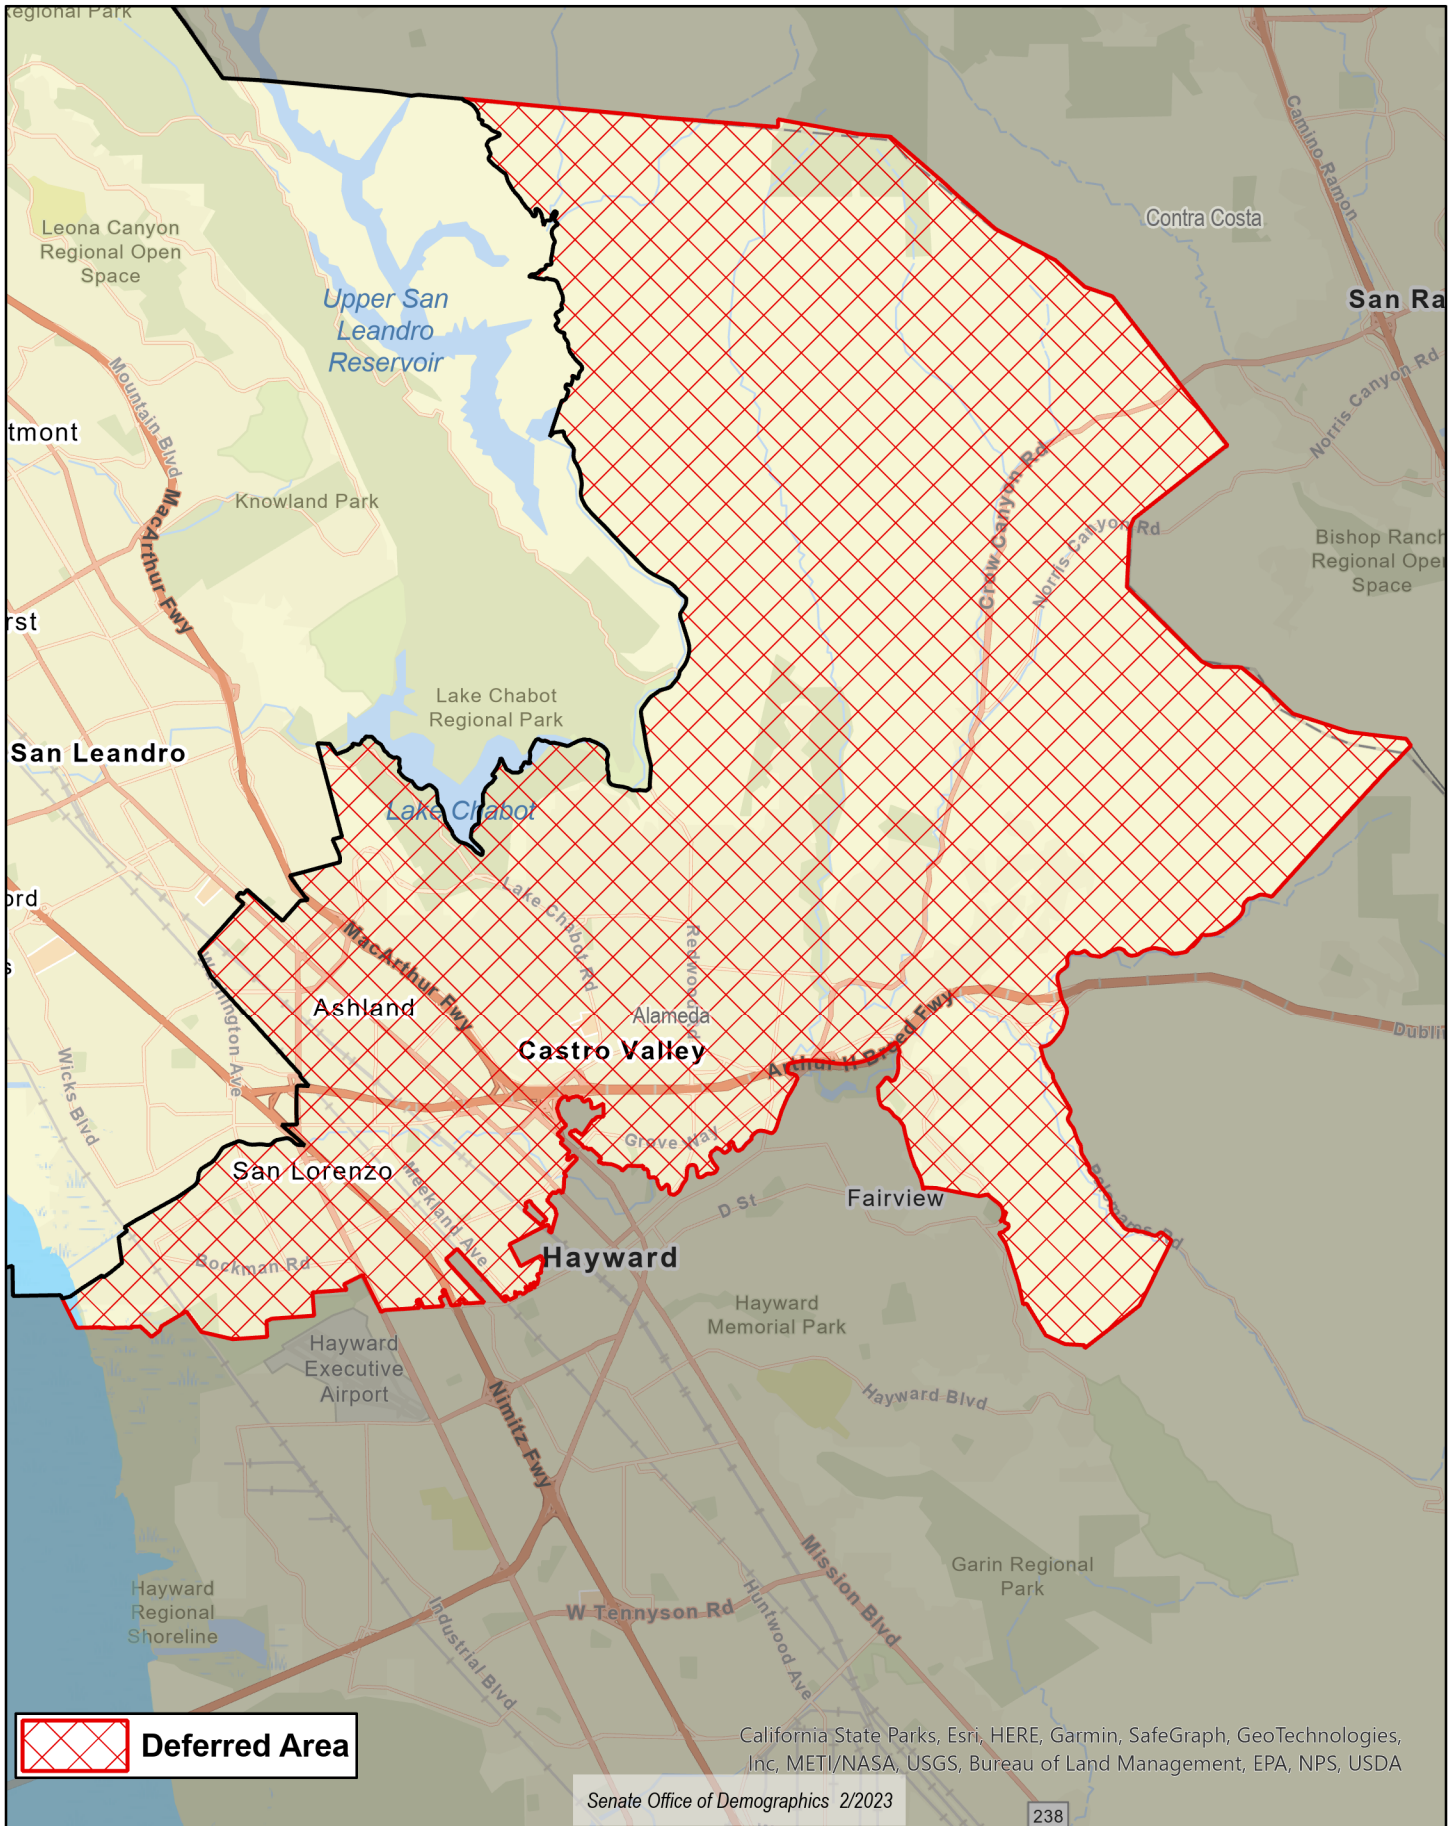 Regional Park
Camino Ramon
Contra Costa
Leona Canyon
Regional Open
Space
Upper San
Leandro
Reservoir
San Ra
Mountain Blvd
Norris Canyon Rd
tmont
Crow Canyon Rd
Knowland Park
MacArthur Fwy
Norris Canyon Rd
Bishop Ranch
Regional Open
Space
rst
Lake Chabot
Regional Park
San Leandro
Lake Chabot
ord
Lake Chabot Rd
MacArthur Fwy
Redwood Rd
s
Washington Ave
Ashland
Alameda
Castro Valley
Arthur H Breed Fwy
Dublin
Wicks Blvd
Grove Way
San Lorenzo
Meekland Ave
D St
Fairview
Palomares Rd
Bockman Rd
Hayward
Hayward
Memorial Park
Hayward
Executive
Airport
Hayward Blvd
Nimitz Fwy
Mission Blvd
Garin Regional
Park
Hayward
Regional
Shoreline
Industrial Blvd
W Tennyson Rd
Huntwood Ave
Deferred Area
California State Parks, Esri, HERE, Garmin, SafeGraph, GeoTechnologies,
Inc, METI/NASA, USGS, Bureau of Land Management, EPA, NPS, USDA
Senate Office of Demographics 2/2023
238